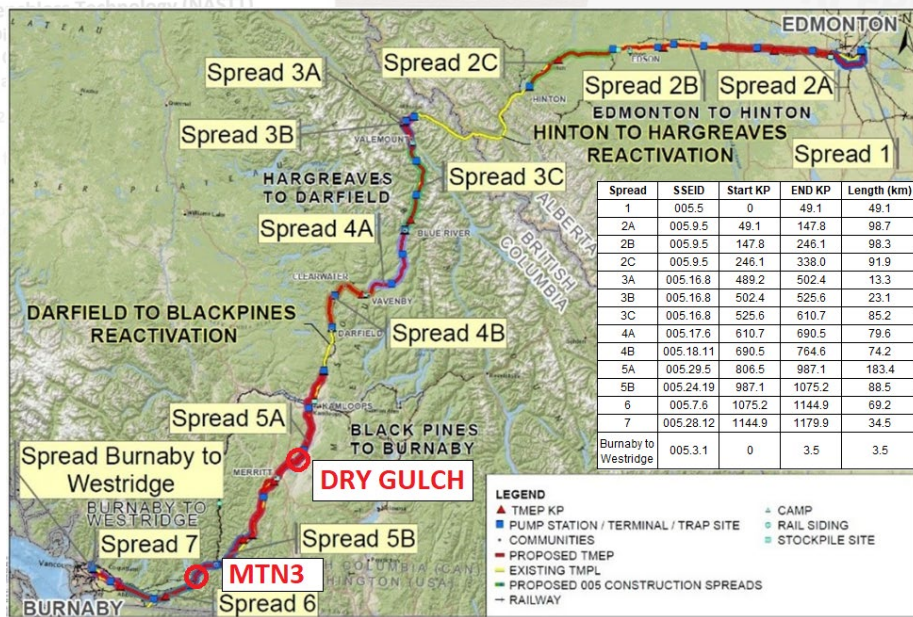 EDMONTON
Spread 3A
Spread 2C
EDSON
Spread 2B
Spread 2A
HINTON
EDMONTON TO HINTON
Spread 3B
VALEMOUNT
HINTON TO HARGREAVES
REACTIVATION
Spread 1
HARGREAVES
TO DARFIELD
Spread 3C
ALBERTA
BRITISH
COLUMBIA
Spread 4A
BLUE RIVER
CLEARWATER
VAVENBY
DARFIELD TO BLACKPINES
REACTIVATION
DARFIELD
Spread 4B
Spread 5A
KAMLOOPS
BLACK PINES
TO BURNABY
Spread Burnaby to
Westridge
MERRITT
DRY GULCH
BURNABY TO
WESTRIDGE
Spread 7
Spread 5B
MTN3
Spread 6
BURNABY
Spread SSEID Start KP END KP Length (km)
1 005.5 0 49.1 49.1
2A 005.9.5 49.1 147.8 98.7
2B 005.9.5 147.8 246.1 98.3
2C 005.9.5 246.1 338.0 91.9
3A 005.16.8 489.2 502.4 13.3
3B 005.16.8 502.4 525.6 23.1
3C 005.16.8 525.6 610.7 85.2
4A 005.17.6 610.7 690.5 79.6
4B 005.18.11 690.5 764.6 74.2
5A 005.29.5 806.5 987.1 183.4
5B 005.24.19 987.1 1075.2 88.5
6 005.7.6 1075.2 1144.9 69.2
7 005.28.12 1144.9 1179.9 34.5
Burnaby to
Westridge 005.3.1 0 3.5 3.5
LEGEND
TMEP KP
PUMP STATION / TERMINAL / TRAP SITE
COMMUNITIES
PROPOSED TMEP
EXISTING TMPL
PROPOSED 005 CONSTRUCTION SPREADS
RAILWAY
CAMP
RAIL SIDING
STOCKPILE SITE